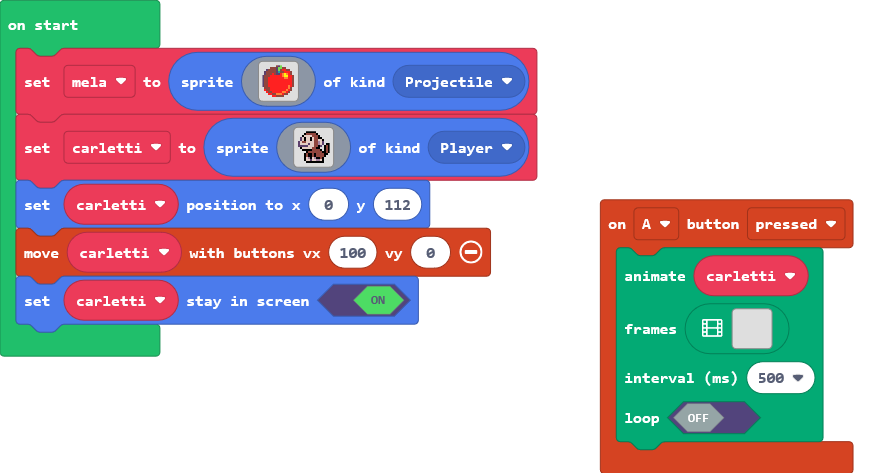 on start
set mela to sprite of kind Projectile
set carletti to sprite of kind Player
set carletti position to x 0 y 112
move carletti with buttons vx 100 vy 0
set carletti stay in screen ON
on A button pressed
animate carletti
frames
interval (ms) 500
loop OFF